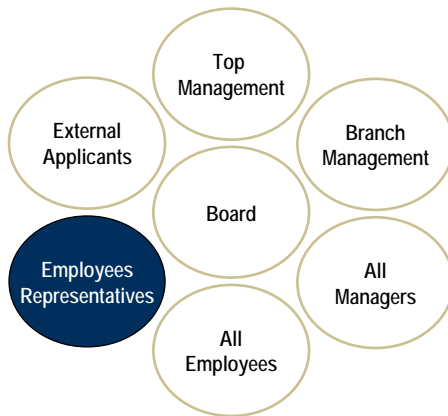 Top
Management
External
Applicants
Branch
Management
Board
Employees
Representatives
All
Managers
All
Employees